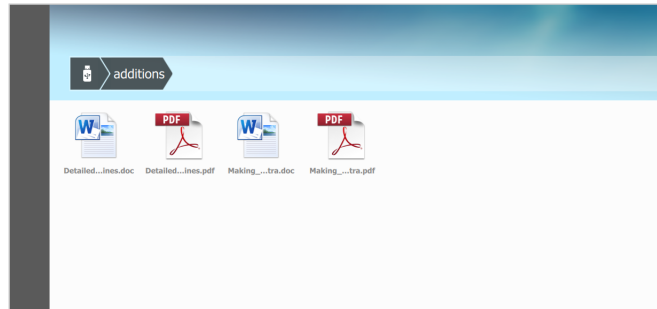 additions
W PDF W PDF
Detailed...ines.doc Detailed...ines.pdf Making_...tra.doc Making_...tra.pdf